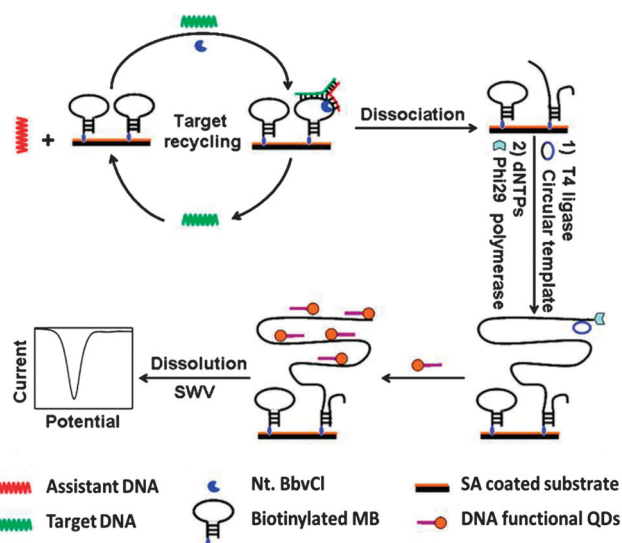 +
Target
recycling
Dissociation
1) T4 ligase
Circular template
2) dNTPs
Phi29 polymerase
Current
Potential
Dissolution
SWV
Assistant DNA
Nt. BbvCl
SA coated substrate
Target DNA
Biotinylated MB
DNA functional QDs